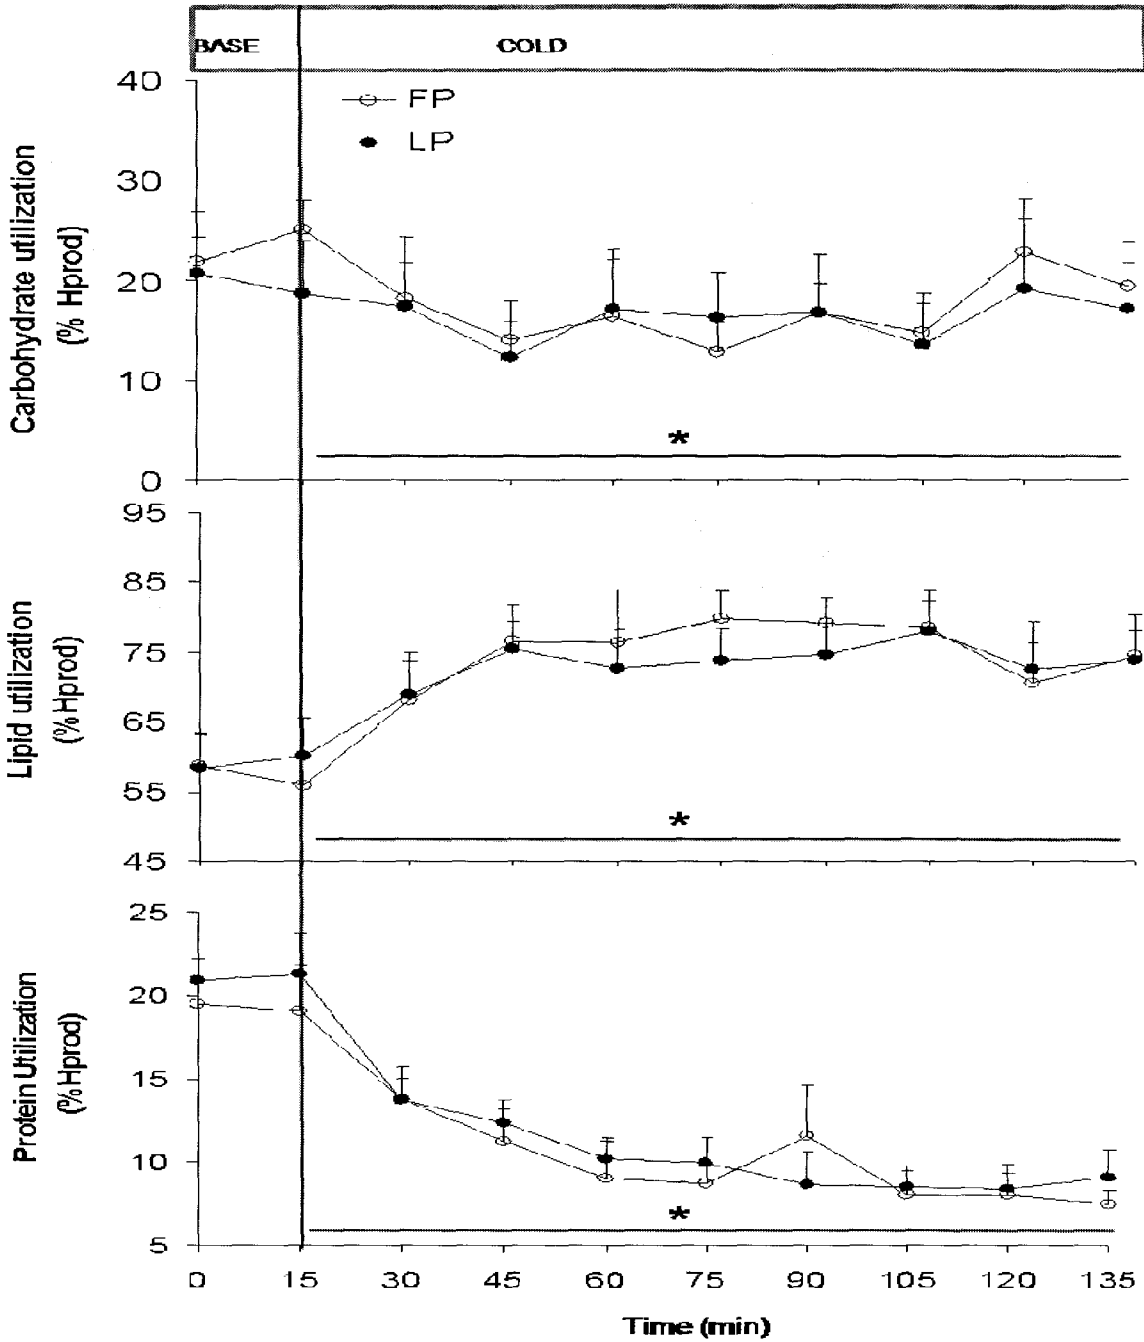 BASE COLD
40
FP
LP
30
20
10
*
0
Carbohydrate utilization
(% Hprod)
95
85
75
65
55
*
45
Lipid utilization
(%Hprod)
25
20
15
10
*
5
Protein Utilization
(%Hprod)
0 15 30 45 60 75 90 105 120 135
Time (min)